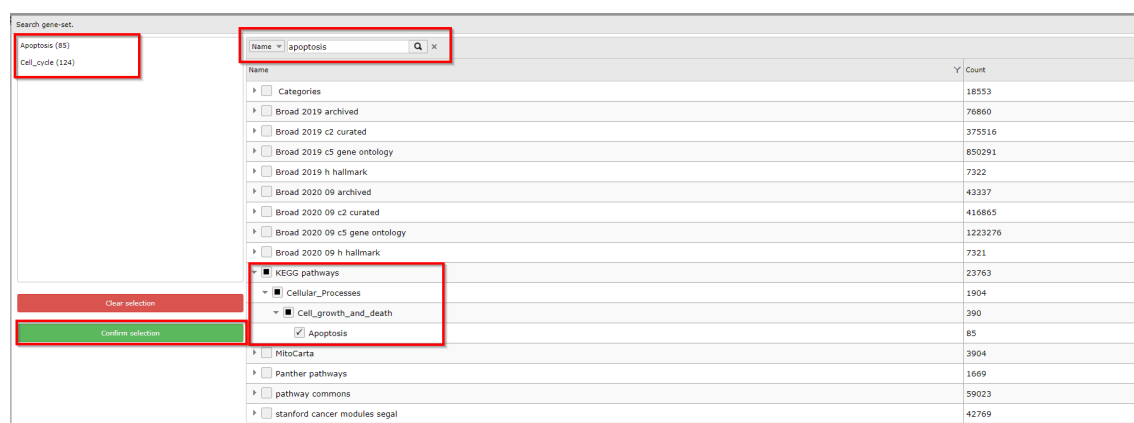 Search gene-set.
Apoptosis (85)
Cell_cycle (124)
Clear selection
Confirm selection
Name apoptosis ×
Name Count
Categories 18553
Broad 2019 archived 76860
Broad 2019 c2 curated 375516
Broad 2019 c5 gene ontology 850291
Broad 2019 h hallmark 7322
Broad 2020 09 archived 43337
Broad 2020 09 c2 curated 416865
Broad 2020 09 c5 gene ontology 1223276
Broad 2020 09 h hallmark 7321
KEGG pathways 23763
Cellular_Processes 1904
Cell_growth_and_death 390
Apoptosis 85
MitoCarta 3904
Panther pathways 1669
pathway commons 59023
stanford cancer modules segal 42769